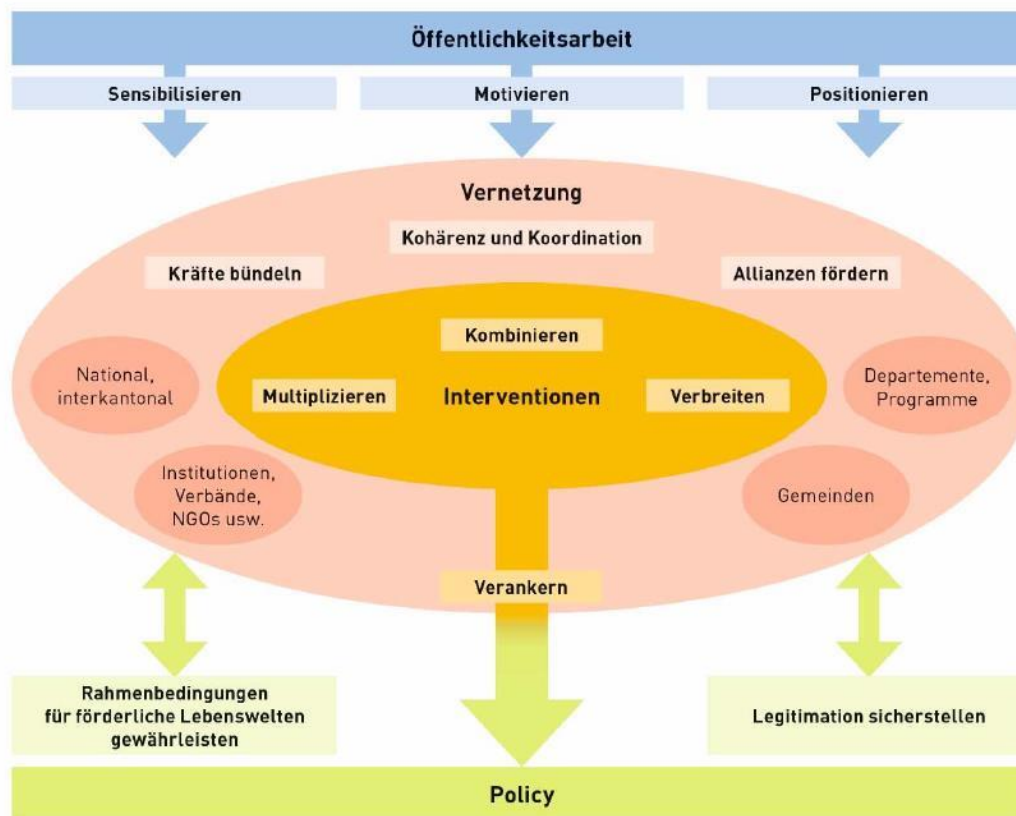 Öffentlichkeitsarbeit
Sensibilisieren
Motivieren
Positionieren
Vernetzung
Kohärenz und Koordination
Kräfte bündeln
Allianzen fördern
Kombinieren
National,
interkantonal
Multiplizieren
Interventionen
Verbreiten
Departemente,
Programme
Institutionen,
Verbände,
NGOs usw.
Gemeinden
Verankern
Rahmenbedingungen
für förderliche Lebenswelten
gewährleisten
Legitimation sicherstellen
Policy